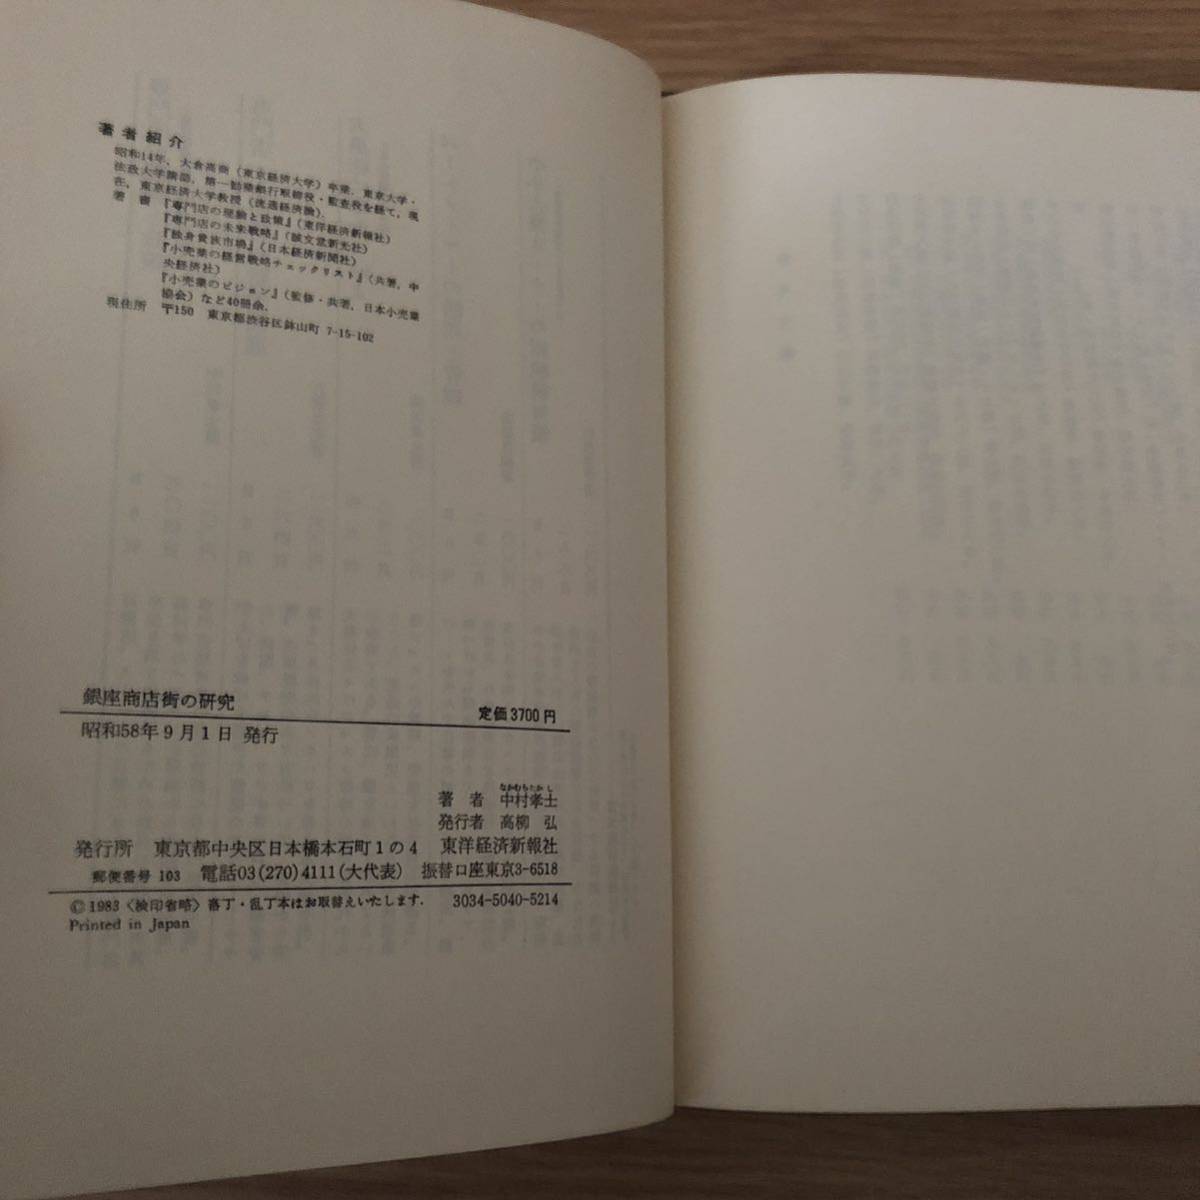 著者紹介
昭和14年，大倉高商（東京経済大学）卒業．東京大学・
法政大学講師，第一勧業銀行取締役・監査役を経て，現
在，東京経済大学教授（流通経済論）．
著書 『専門店の理論と政策』（東洋経済新報社）
『専門店の未来戦略』（誠文堂新光社）
『独身貴族市場』（日本経済新聞社）
『小売業の経営戦略チェックリスト』（共著，中
央経済社）
『小売業のビジョン』（監修・共著，日本小売業
協会）など40冊余．
現住所 〒150 東京都渋谷区鉢山町 7-15-102
銀座商店街の研究
定価3700円
昭和58年9月1日 発行
なかむらたかし
著者 中村孝士
発行者 高柳 弘
発行所 東京都中央区日本橋本石町1の4 東洋経済新報社
郵便番号 103 電話03(270)4111(大代表) 振替口座東京3-6518
© 1983〈検印省略〉落丁・乱丁本はお取替えいたします． 3034-5040-5214
Printed in Japan